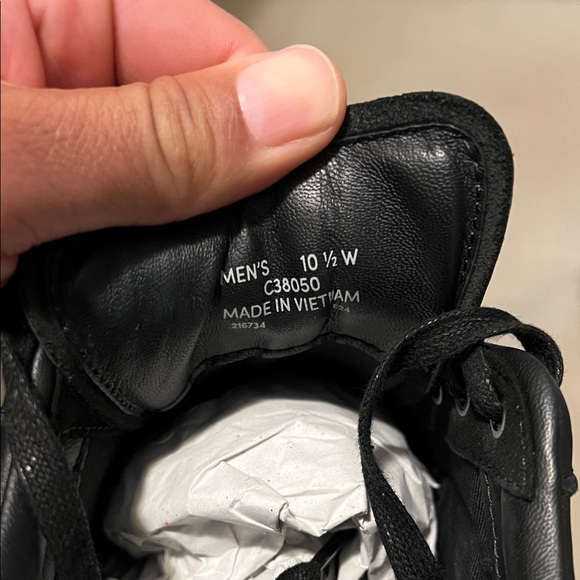 MEN'S 10 ½ W
C38050
MADE IN VIETNAM
216734